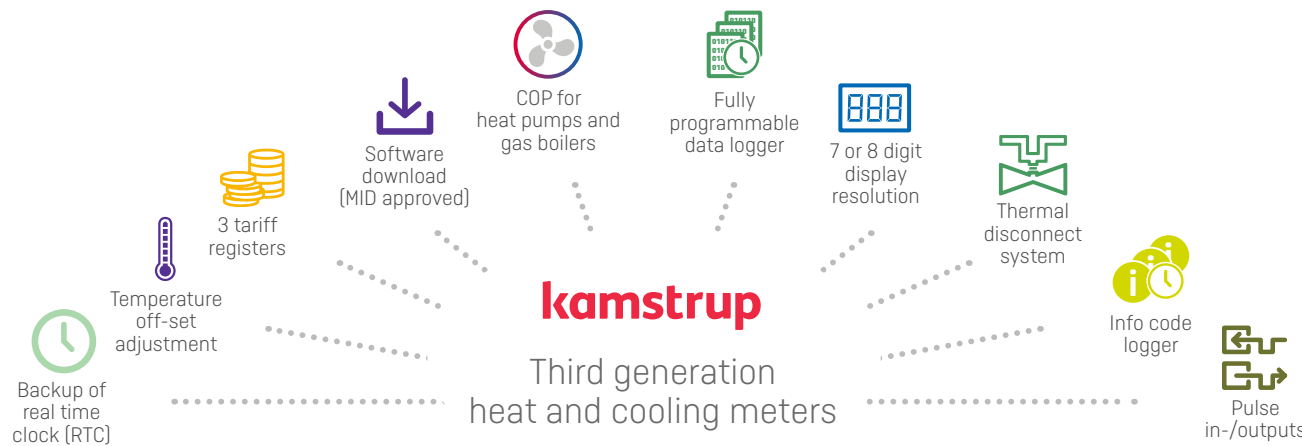 Backup of
real time
clock (RTC)
Temperature
off-set
adjustment
3 tariff
registers
Software
download
(MID approved)
COP for
heat pumps and
gas boilers
Fully
programmable
data logger
888
7 or 8 digit
display
resolution
Thermal
disconnect
system
Info code
logger
Pulse
in-/outputs
kamstrup
Third generation
heat and cooling meters